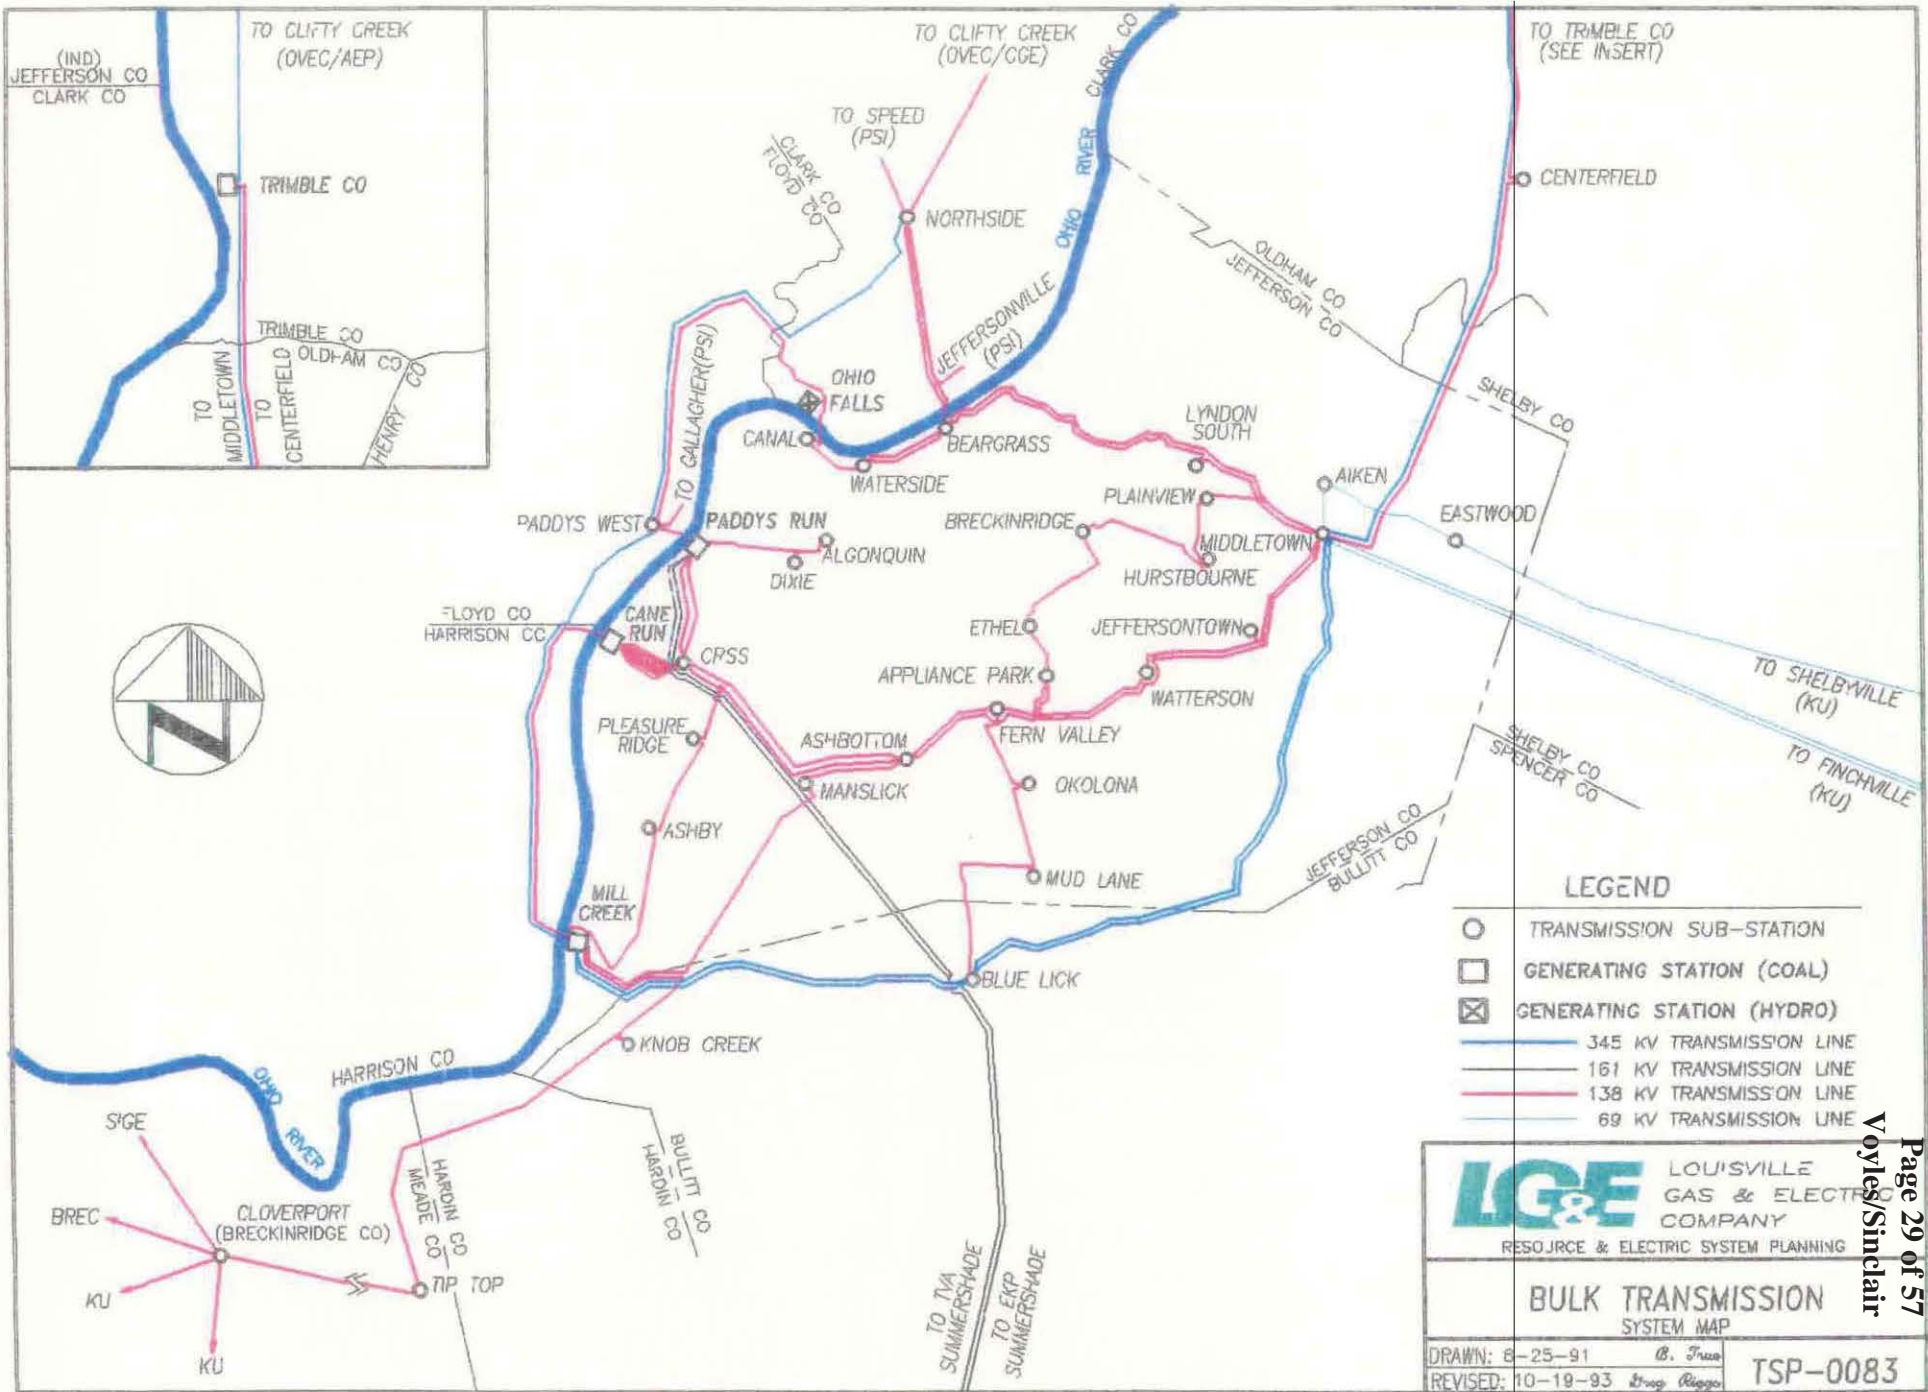 TO CLIFTY CREEK
(OVEC/AEP)
(IND)
JEFFERSON CO
CLARK CO
TRIMBLE CO
TRIMBLE CO
OLDHAM CO
HENRY CO
TO
MIDDLETOWN
TO
CENTERFIELD
TO CLIFTY CREEK
(OVEC/CGE)
CLARK CO
TO TRIMBLE CO
(SEE INSERT)
TO SPEED
(PSI)
CLARK CO
FLOYD CO
OHIO RIVER
CENTERFIELD
NORTHSIDE
OLDHAM CO
JEFFERSON CO
JEFFERSONVILLE
(PSI)
TO GALLAGHER(PSI)
OHIO
FALLS
SHELBY CO
LYNDON
SOUTH
CANAL
BEARGRASS
WATERSIDE
AIKEN
PLAINVIEW
EASTWOOD
PADDYS WEST
PADDYS RUN
BRECKINRIDGE
MIDDLETOWN
ALGONQUIN
DIXIE
HURSTBOURNE
FLOYD CO
HARRISON CC
CANE
RUN
ETHEL
JEFFERSONTOWN
CRSS
APPLIANCE PARK
WATTERSON
TO SHELBYVILLE
(KU)
PLEASURE
RIDGE
ASHBOTTOM
FERN VALLEY
SHELBY CO
SPENCER CO
TO FINCHVILLE
(KU)
MANSLICK
OKOLONA
ASHBY
JEFFERSON CO
BULLITT CO
MUD LANE
MILL
CREEK
BLUE LICK
KNOB CREEK
HARRISON CO
OHIO RIVER
SIGE
BREC
CLOVERPORT
(BRECKINRIDGE CO)
HARDIN CO
MEADE CO
BULLITT CO
HARDIN CO
KU
TIP TOP
KU
TO TVA
SUMMERSHADE
TO EKP
SUMMERSHADE
LEGEND
TRANSMISSION SUB-STATION
GENERATING STATION (COAL)
GENERATING STATION (HYDRO)
345 KV TRANSMISSION LINE
161 KV TRANSMISSION LINE
138 KV TRANSMISSION LINE
69 KV TRANSMISSION LINE
LG&E
LOUISVILLE
GAS & ELECTRIC
COMPANY
RESOURCE & ELECTRIC SYSTEM PLANNING
BULK TRANSMISSION
SYSTEM MAP
DRAWN: 8-25-91 B. True
REVISED: 10-19-93 Greg Riggs
TSP-0083
Page 29 of 57
Voyles/Sinclair